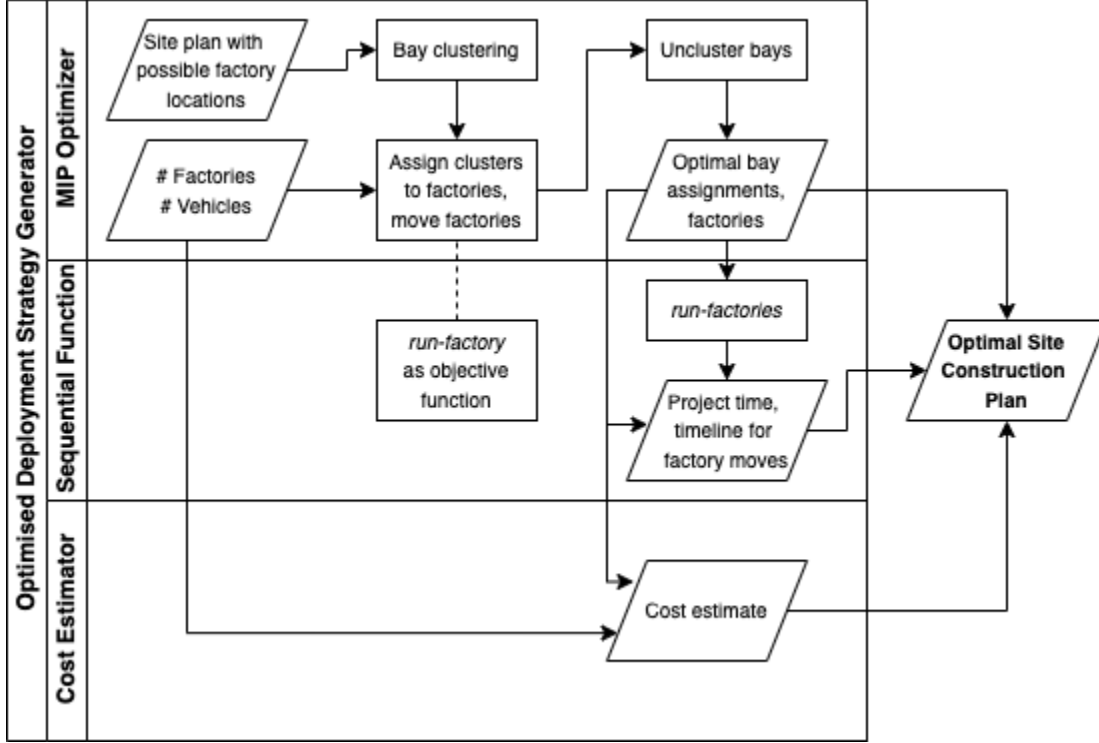 Optimised Deployment Strategy Generator
MIP Optimizer
Site plan with
possible factory
locations
Bay clustering
Uncluster bays
# Factories
# Vehicles
Assign clusters
to factories,
move factories
Optimal bay
assignments,
factories
Sequential Function
run-factory
as objective
function
run-factories
Project time,
timeline for
factory moves
Optimal Site
Construction
Plan
Cost Estimator
Cost estimate